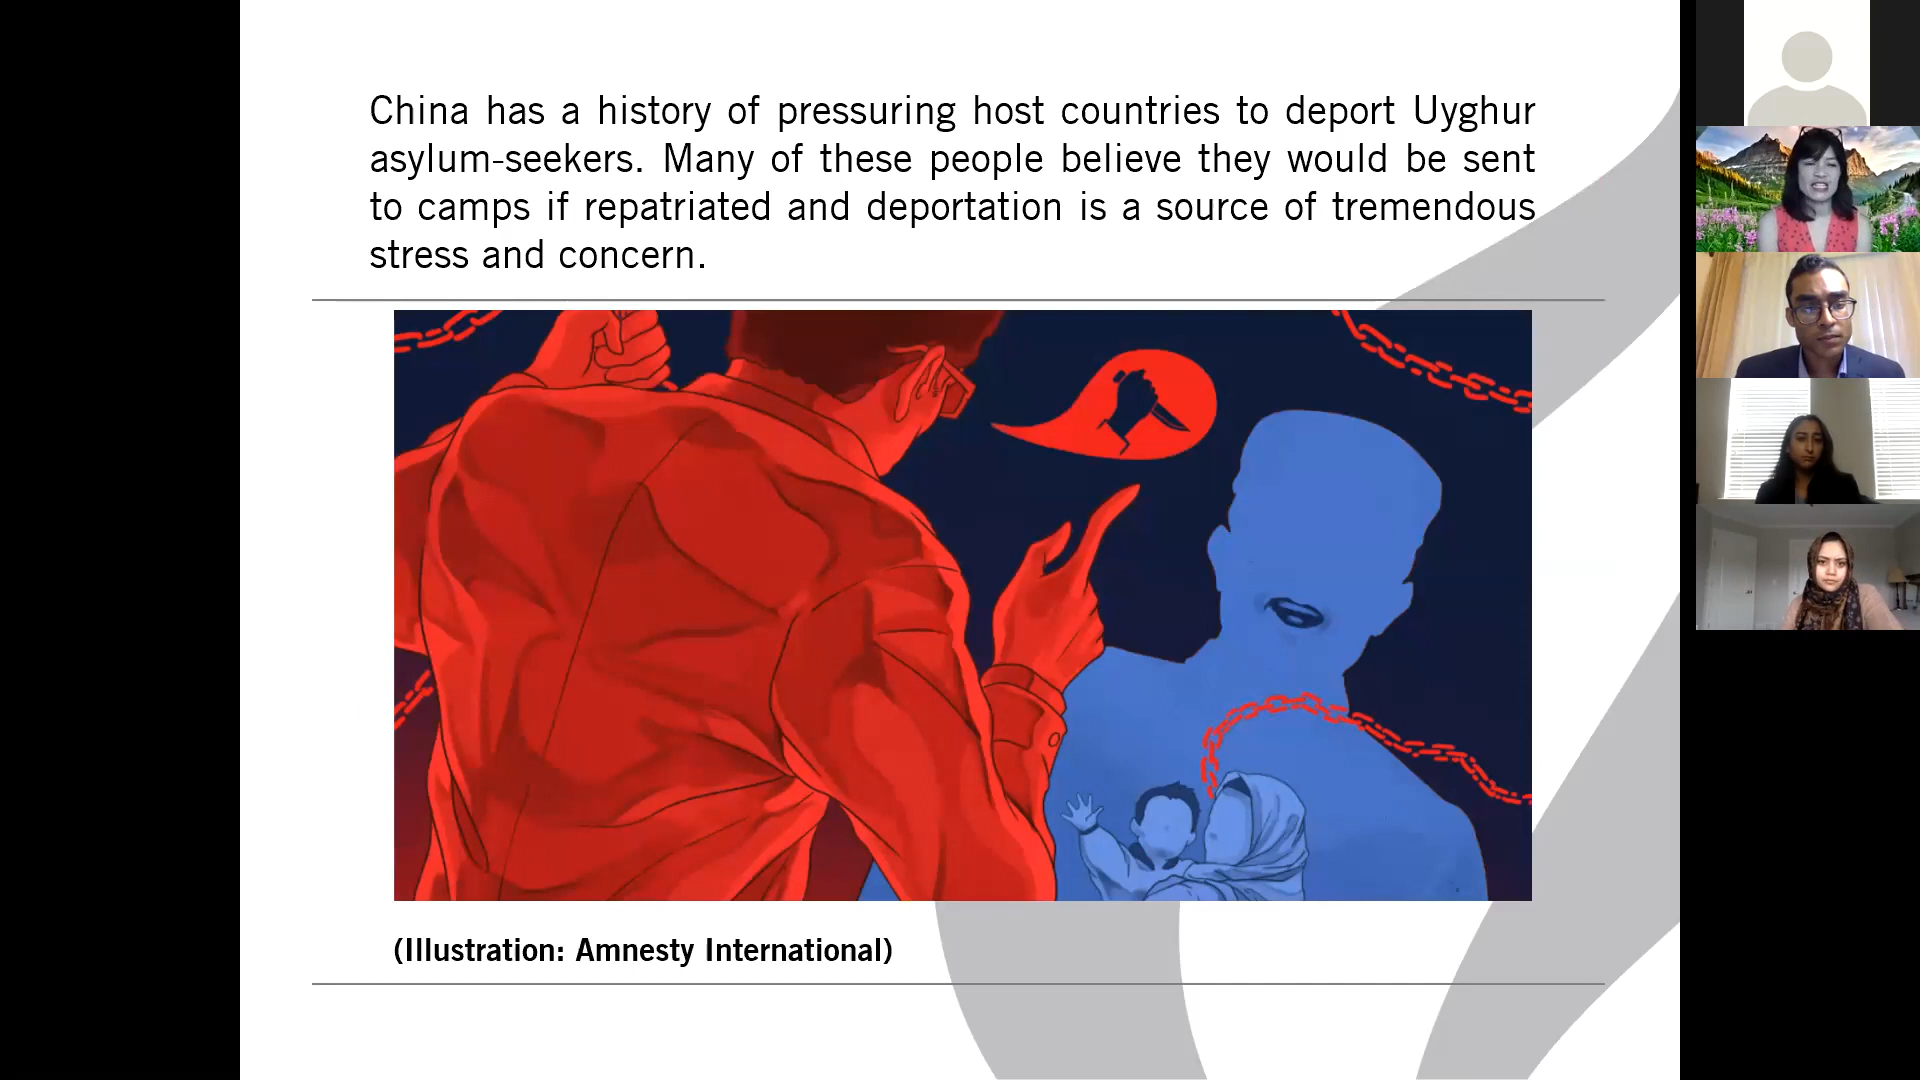 China has a history of pressuring host countries to deport Uyghur
asylum-seekers. Many of these people believe they would be sent
to camps if repatriated and deportation is a source of tremendous
stress and concern.
(Illustration: Amnesty International)